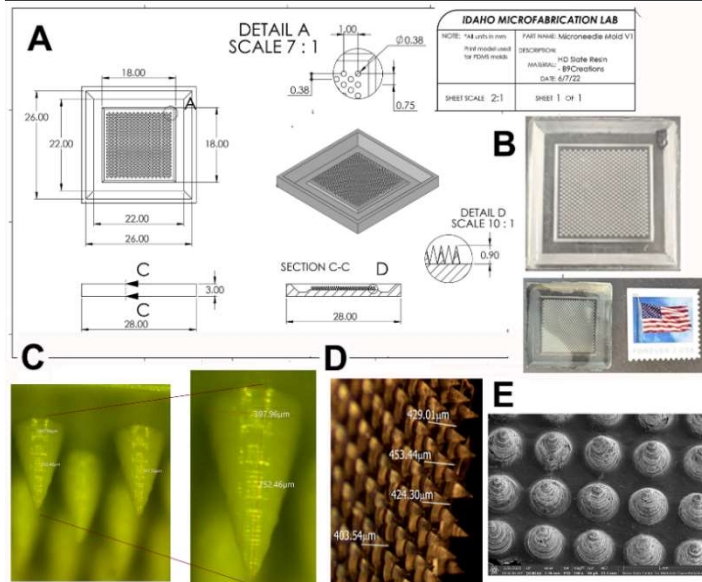 A
DETAIL A
SCALE 7 : 1
1.00
Ø0.38
0.38
0.75
IDAHO MICROFABRICATION LAB
NOTE: *All units in mm
Print model used
for PDMS molds
PART NAME: Microneedle Mold V1
DESCRIPTION:
MATERIAL: HD Slate Resin
- B9Creations
DATE: 6/7/22
SHEET SCALE 2:1
SHEET 1 OF 1
18.00
A
26.00
22.00
18.00
22.00
26.00
B
DETAIL D
SCALE 10 : 1
0.90
C
C
3.00
28.00
SECTION C-C
D
28.00
C
397.96µm
252.46µm
D
429.01µm
453.44µm
424.30µm
403.54µm
E